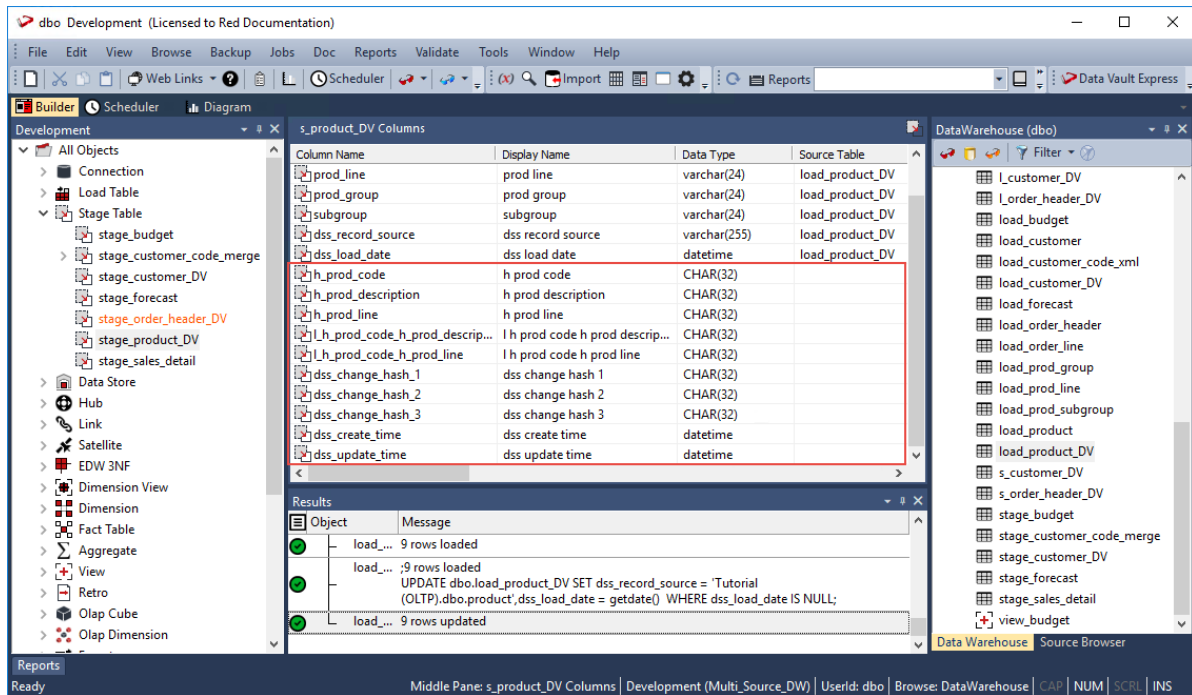 dbo Development (Licensed to Red Documentation)
File Edit View Browse Backup Jobs Doc Reports Validate Tools Window Help
Web Links Scheduler (x) Import Reports Data Vault Express
Builder Scheduler Diagram
Development
All Objects
Connection
Load Table
Stage Table
stage_budget
stage_customer_code_merge
stage_customer_DV
stage_forecast
stage_order_header_DV
stage_product_DV
stage_sales_detail
Data Store
Hub
Link
Satellite
EDW 3NF
Dimension View
Dimension
Fact Table
Aggregate
View
Retro
Olap Cube
Olap Dimension
s_product_DV Columns
Column Name Display Name Data Type Source Table
prod_line prod line varchar(24) load_product_DV
prod_group prod group varchar(24) load_product_DV
subgroup subgroup varchar(24) load_product_DV
dss_record_source dss record source varchar(255) load_product_DV
dss_load_date dss load date datetime load_product_DV
h_prod_code h prod code CHAR(32)
h_prod_description h prod description CHAR(32)
h_prod_line h prod line CHAR(32)
l_h_prod_code_h_prod_descrip... l h prod code h prod descrip... CHAR(32)
l_h_prod_code_h_prod_line l h prod code h prod line CHAR(32)
dss_change_hash_1 dss change hash 1 CHAR(32)
dss_change_hash_2 dss change hash 2 CHAR(32)
dss_change_hash_3 dss change hash 3 CHAR(32)
dss_create_time dss create time datetime
dss_update_time dss update time datetime
Results
Object Message
load_... 9 rows loaded
load_... ;9 rows loaded
UPDATE dbo.load_product_DV SET dss_record_source = 'Tutorial
(OLTP).dbo.product',dss_load_date = getdate() WHERE dss_load_date IS NULL;
load_... 9 rows updated
DataWarehouse (dbo)
Filter
l_customer_DV
l_order_header_DV
load_budget
load_customer
load_customer_code_xml
load_customer_DV
load_forecast
load_order_header
load_order_line
load_prod_group
load_prod_line
load_prod_subgroup
load_product
load_product_DV
s_customer_DV
s_order_header_DV
stage_budget
stage_customer_code_merge
stage_customer_DV
stage_forecast
stage_sales_detail
view_budget
Data Warehouse Source Browser
Reports
Ready Middle Pane: s_product_DV Columns Development (Multi_Source_DW) UserId: dbo Browse: DataWarehouse CAP NUM SCRL INS